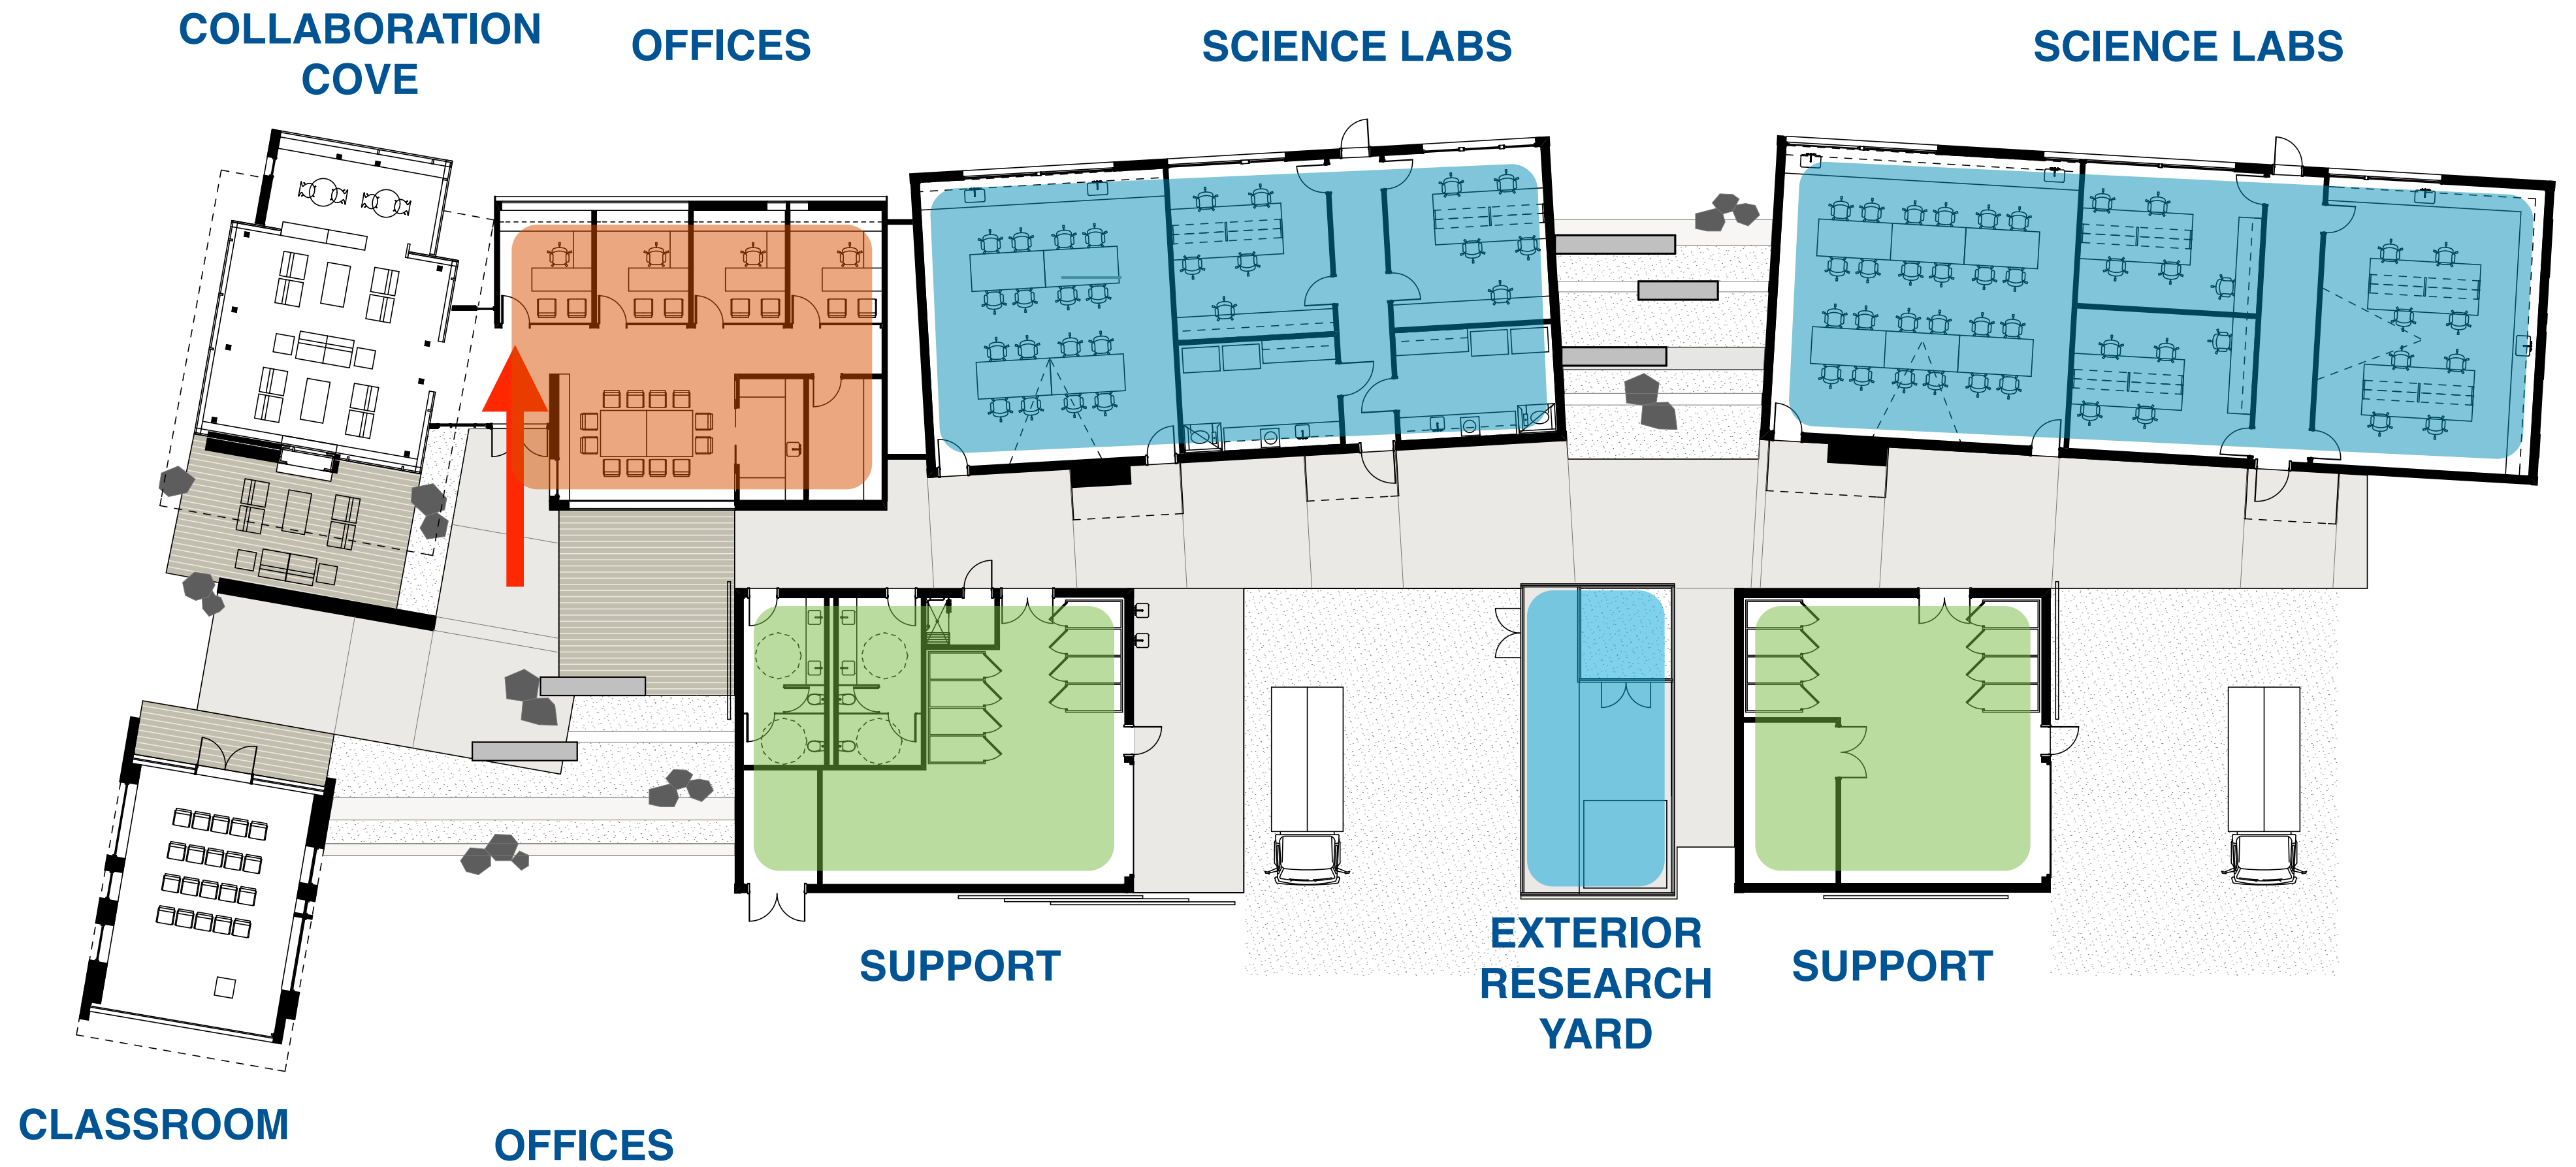 COLLABORATION
COVE
OFFICES
SCIENCE LABS
SCIENCE LABS
SUPPORT
EXTERIOR
RESEARCH
YARD
SUPPORT
CLASSROOM
OFFICES